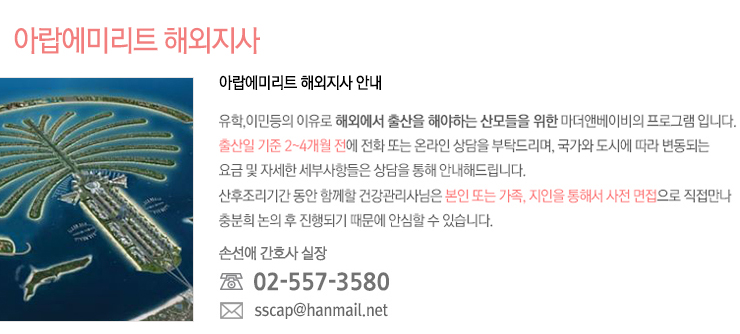 아랍에미리트 해외지사
아랍에미리트 해외지사 안내
유학,이민등의 이유로 해외에서 출산을 해야하는 산모들을 위한 마더앤베이비의 프로그램 입니다.
출산일 기준 2~4개월 전에 전화 또는 온라인 상담을 부탁드리며, 국가와 도시에 따라 변동되는
요금 및 자세한 세부사항들은 상담을 통해 안내해드립니다.
산후조리기간 동안 함께할 건강관리사님은 본인 또는 가족, 지인을 통해서 사전 면접으로 직접만나
충분희 논의 후 진행되기 때문에 안심할 수 있습니다.
손선애 간호사 실장
02-557-3580
sscap@hanmail.net